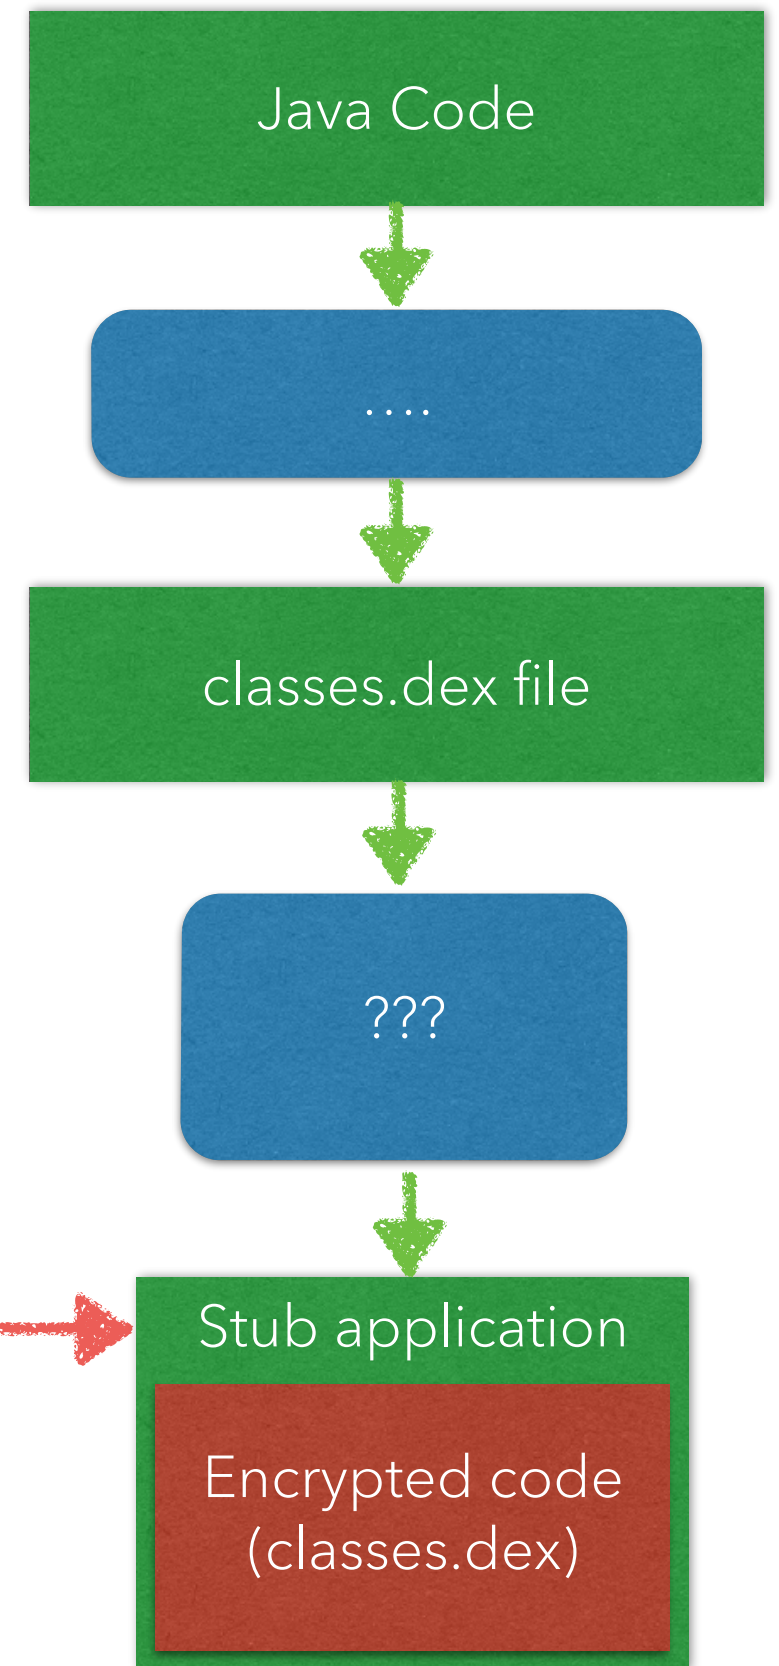 Java Code
....
classes.dex file
???
Stub application
Encrypted code
(classes.dex)